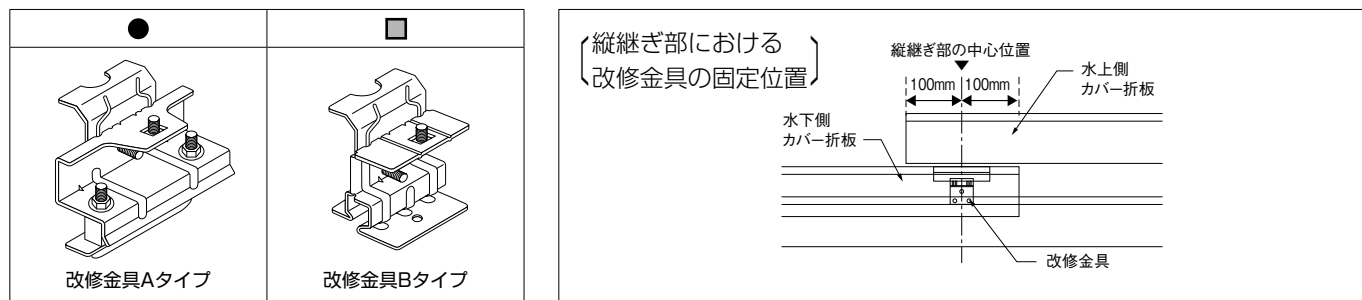 改修金具Aタイプ
改修金具Bタイプ
縦継ぎ部における
改修金具の固定位置
縦継ぎ部の中心位置
100mm
100mm
水上側
カバー折板
水下側
カバー折板
改修金具